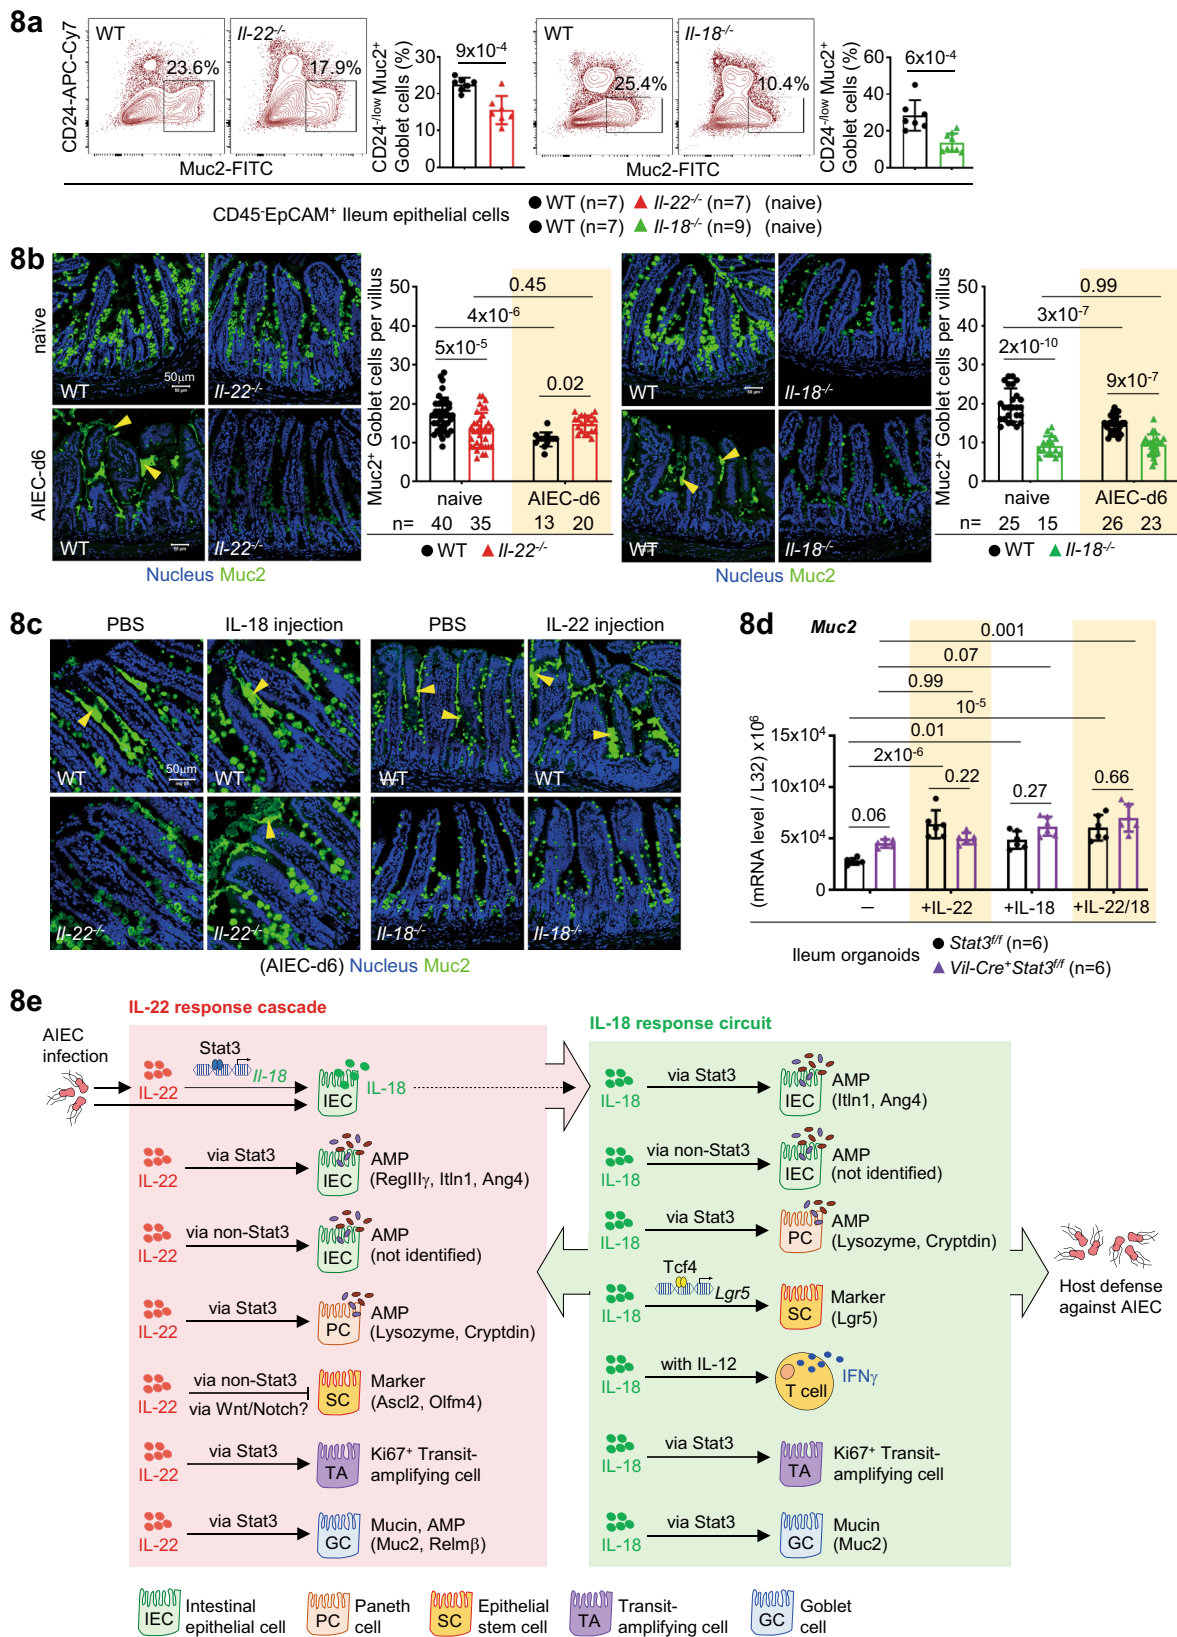 8a
CD24-APC-Cy7
WT
23.6%
Il-22-/-
17.9%
Muc2-FITC
CD24-/low Muc2+
Goblet cells (%)
30
20
10
0
9x10-4
WT
25.4%
Il-18-/-
10.4%
Muc2-FITC
CD24-/low Muc2+
Goblet cells (%)
60
40
20
0
6x10-4
CD45-EpCAM+ Ileum epithelial cells
WT (n=7) Il-22-/- (n=7) (naive)
WT (n=7) Il-18-/- (n=9) (naive)
8b
naïve
WT
50μm
Il-22-/-
AIEC-d6
WT
Il-22-/-
Nucleus Muc2
Muc2+ Goblet cells per villus
50
40
30
20
10
0
0.45
4x10-6
5x10-5
0.02
naive AIEC-d6
n= 40 35 13 20
WT Il-22-/-
WT
Il-18-/-
WT
Il-18-/-
Nucleus Muc2
Muc2+ Goblet cells per villus
50
40
30
20
10
0
0.99
3x10-7
2x10-10
9x10-7
naive AIEC-d6
n= 25 15 26 23
WT Il-18-/-
8c
PBS IL-18 injection PBS IL-22 injection
WT
50μm
WT
WT
WT
Il-22-/-
Il-22-/-
Il-18-/-
Il-18-/-
(AIEC-d6) Nucleus Muc2
8d
Muc2
(mRNA level / L32) x10^6
15x10^4
10x10^4
5x10^4
0
0.001
0.07
0.99
10-5
0.01
2x10-6
0.22
0.06
0.27
0.66
– +IL-22 +IL-18 +IL-22/18
Ileum organoids
Stat3f/f (n=6)
Vil-Cre+Stat3f/f (n=6)
8e
IL-22 response cascade
AIEC
infection
IL-22
Stat3
Il-18
IEC
IL-18
IL-22
via Stat3
IEC
AMP
(RegIIIγ, Itln1, Ang4)
IL-22
via non-Stat3
IEC
AMP
(not identified)
IL-22
via Stat3
PC
AMP
(Lysozyme, Cryptdin)
IL-22
via non-Stat3
via Wnt/Notch?
SC
Marker
(Ascl2, Olfm4)
IL-22
via Stat3
TA
Ki67+ Transit-
amplifying cell
IL-22
via Stat3
GC
Mucin, AMP
(Muc2, Relmβ)
IL-18 response circuit
IL-18
via Stat3
IEC
AMP
(Itln1, Ang4)
IL-18
via non-Stat3
IEC
AMP
(not identified)
IL-18
via Stat3
PC
AMP
(Lysozyme, Cryptdin)
IL-18
Tcf4
Lgr5
SC
Marker
(Lgr5)
IL-18
with IL-12
T cell
IFNγ
IL-18
via Stat3
TA
Ki67+ Transit-
amplifying cell
IL-18
via Stat3
GC
Mucin
(Muc2)
Host defense
against AIEC
IEC
Intestinal
epithelial cell
PC
Paneth
cell
SC
Epithelial
stem cell
TA
Transit-
amplifying cell
GC
Goblet
cell